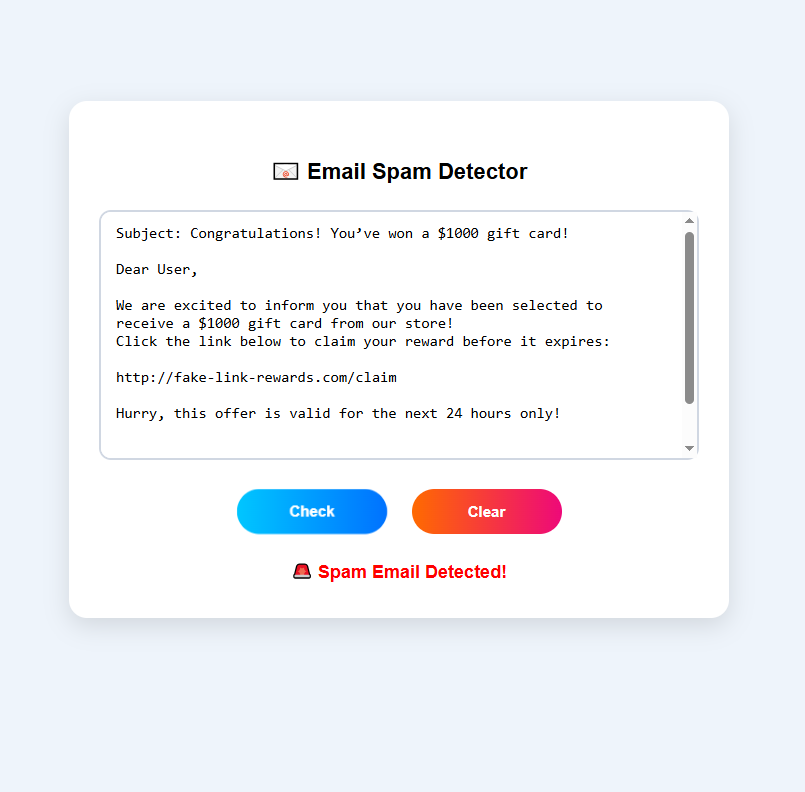 Email Spam Detector
Subject: Congratulations! You’ve won a $1000 gift card!
Dear User,
We are excited to inform you that you have been selected to
receive a $1000 gift card from our store!
Click the link below to claim your reward before it expires:
http://fake-link-rewards.com/claim
Hurry, this offer is valid for the next 24 hours only!
Check
Clear
Spam Email Detected!